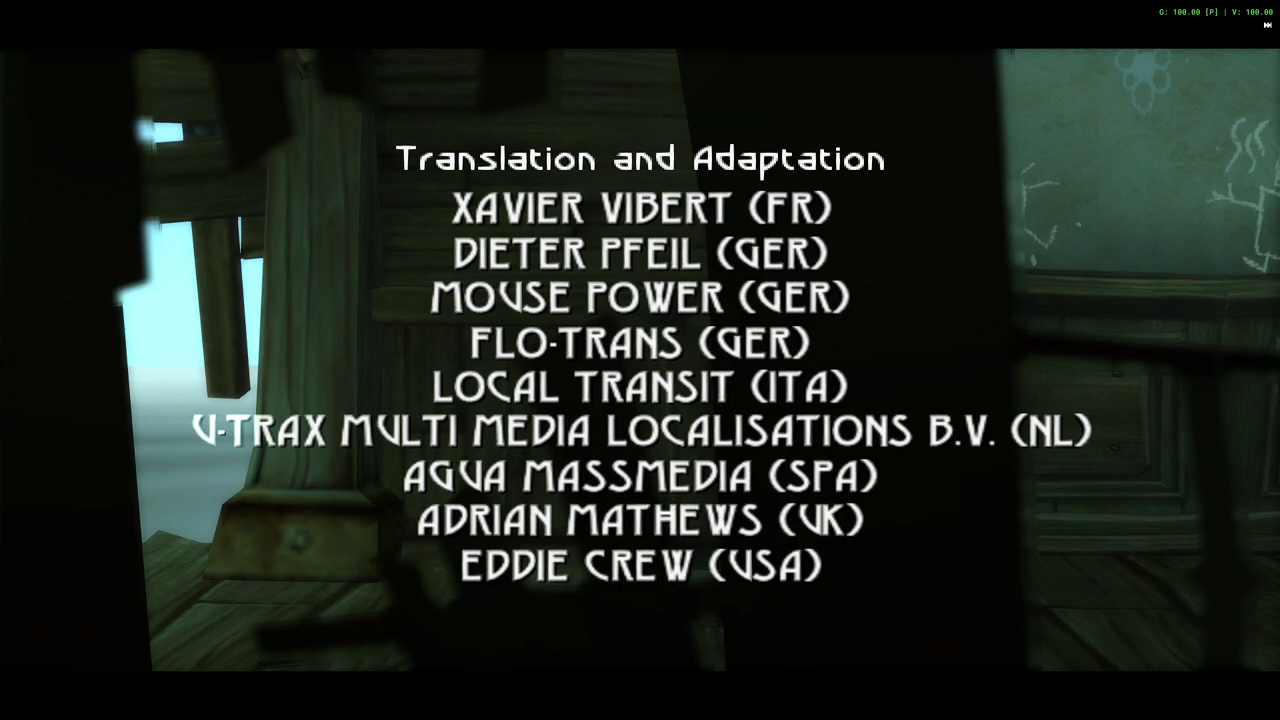 G: 100.00 [P] | V: 100.00
Translation and Adaptation
XAVIER VIBERT (FR)
DIETER PFEIL (GER)
MOUSE POWER (GER)
FLO-TRANS (GER)
LOCAL TRANSIT (ITA)
U-TRAX MULTI MEDIA LOCALISATIONS B.V. (NL)
AGUA MASSMEDIA (SPA)
ADRIAN MATHEWS (UK)
EDDIE CREW (USA)